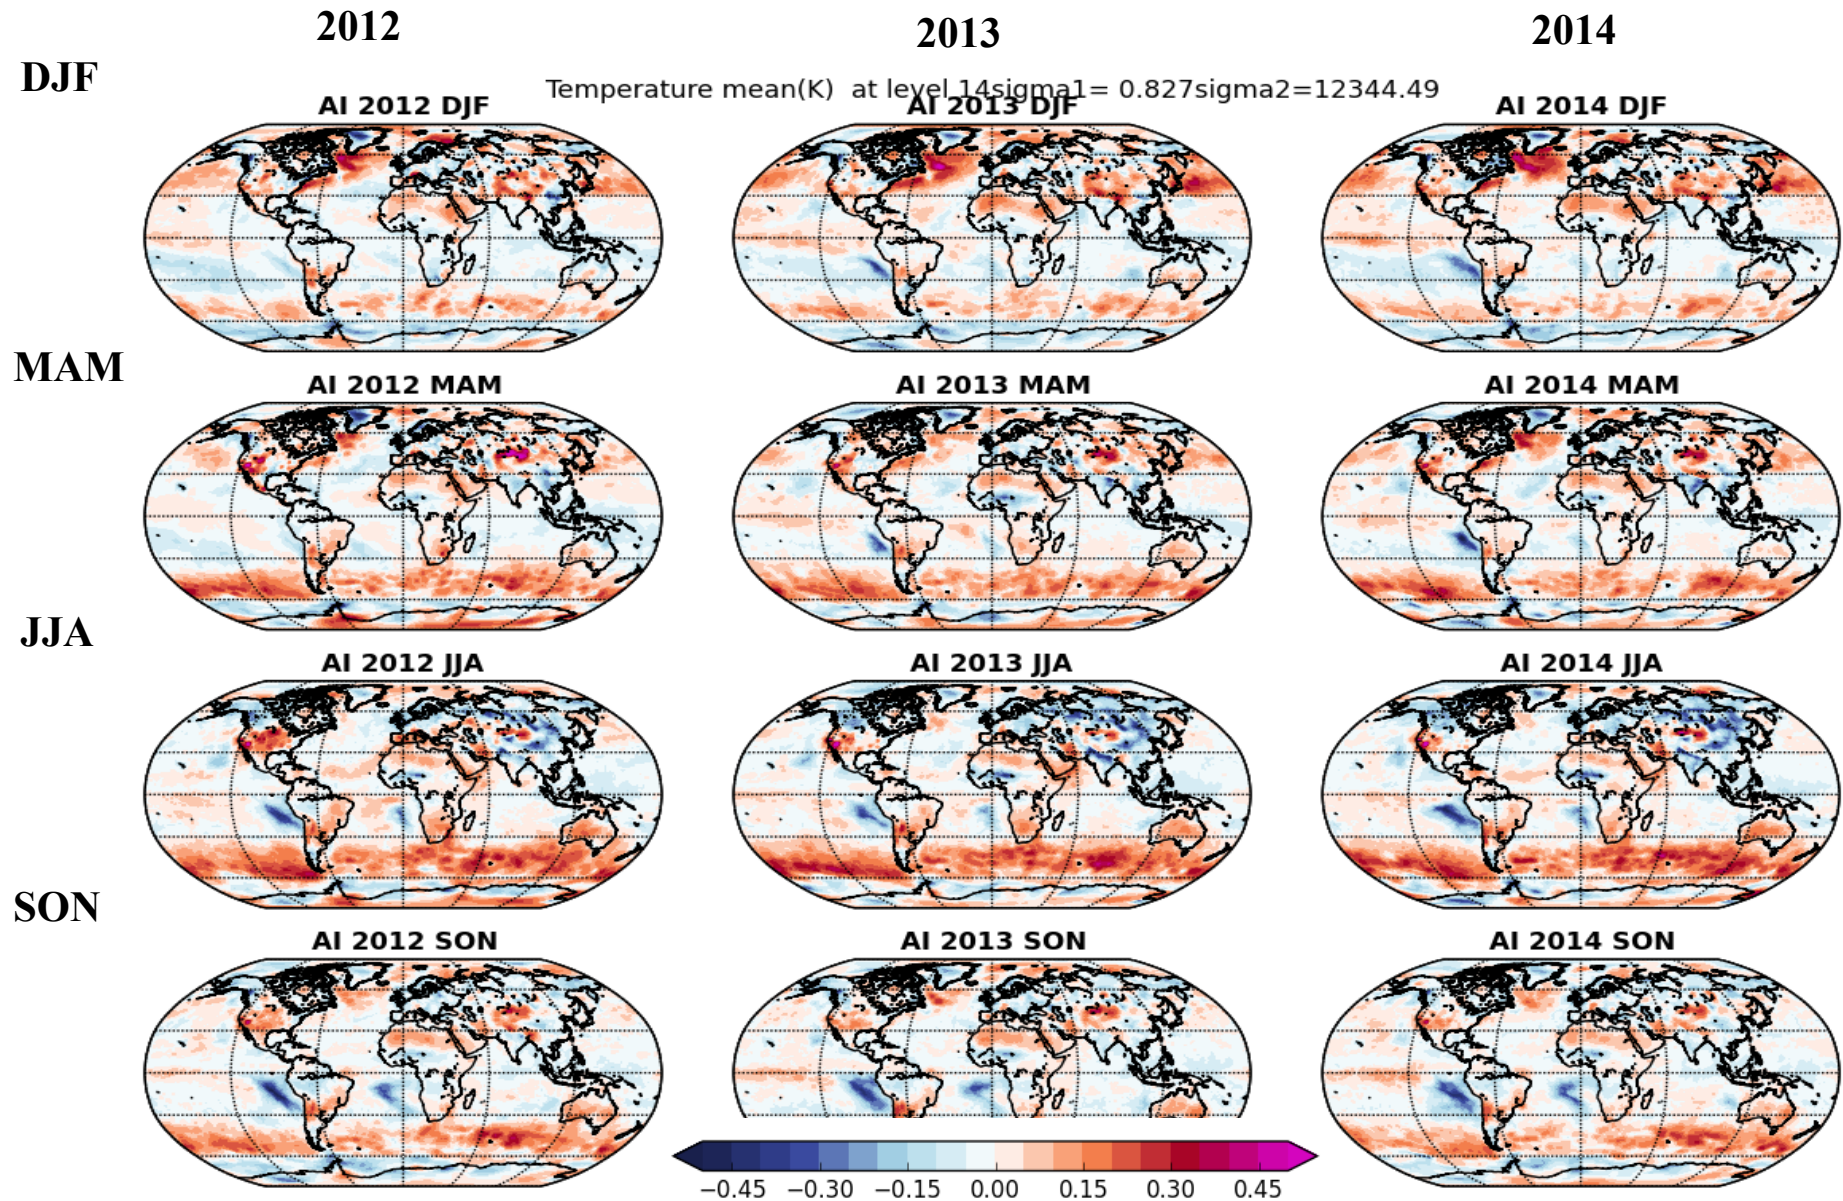 2012 2013 2014
DJF
Temperature mean(K) at level 14sigma1= 0.827sigma2=12344.49
AI 2012 DJF AI 2013 DJF AI 2014 DJF
MAM
AI 2012 MAM AI 2013 MAM AI 2014 MAM
JJA
AI 2012 JJA AI 2013 JJA AI 2014 JJA
SON
AI 2012 SON AI 2013 SON AI 2014 SON
−0.45 −0.30 −0.15 0.00 0.15 0.30 0.45